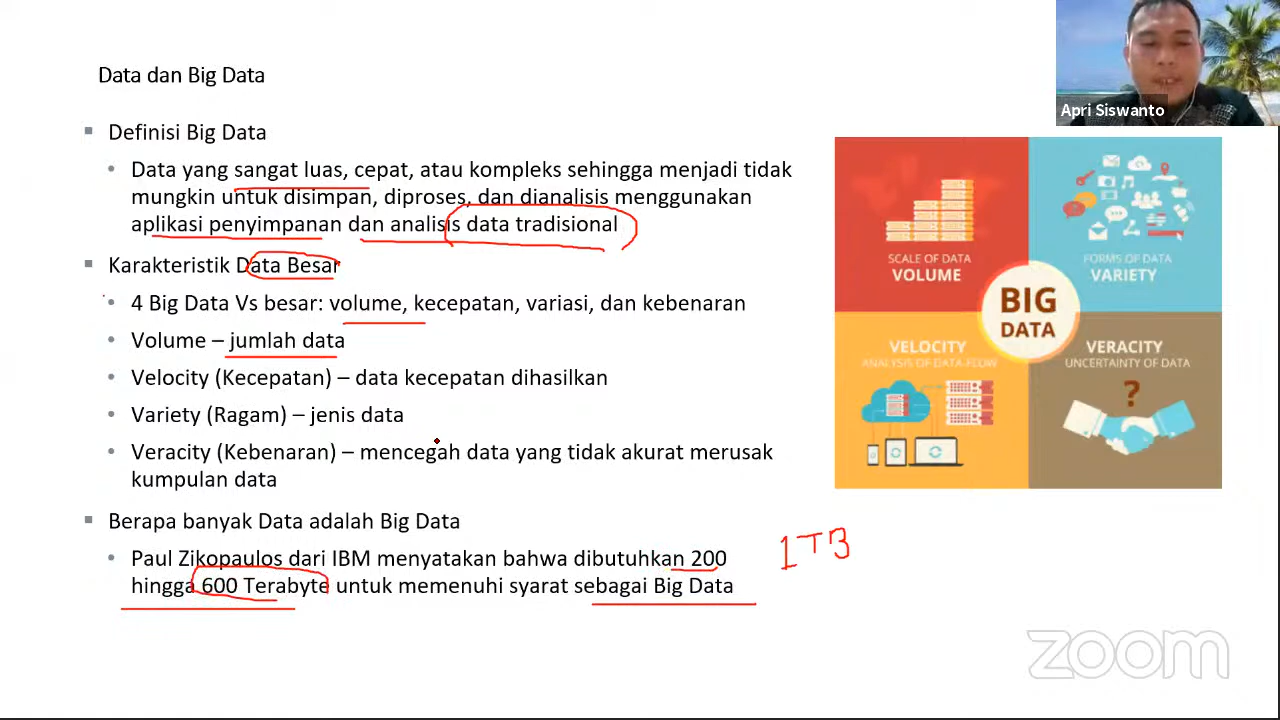 Data dan Big Data
Apri Siswanto
Definisi Big Data
Data yang sangat luas, cepat, atau kompleks sehingga menjadi tidak
mungkin untuk disimpan, diproses, dan dianalisis menggunakan
aplikasi penyimpanan dan analisis data tradisional
Karakteristik Data Besar
4 Big Data Vs besar: volume, kecepatan, variasi, dan kebenaran
Volume – jumlah data
Velocity (Kecepatan) – data kecepatan dihasilkan
Variety (Ragam) – jenis data
Veracity (Kebenaran) – mencegah data yang tidak akurat merusak
kumpulan data
Berapa banyak Data adalah Big Data
Paul Zikopaulos dari IBM menyatakan bahwa dibutuhkan 200
hingga 600 Terabyte untuk memenuhi syarat sebagai Big Data
1TB
SCALE OF DATA
VOLUME
FORMS OF DATA
VARIETY
BIG
DATA
VELOCITY
ANALYSIS OF DATA-FLOW
VERACITY
UNCERTAINTY OF DATA
?
zoom